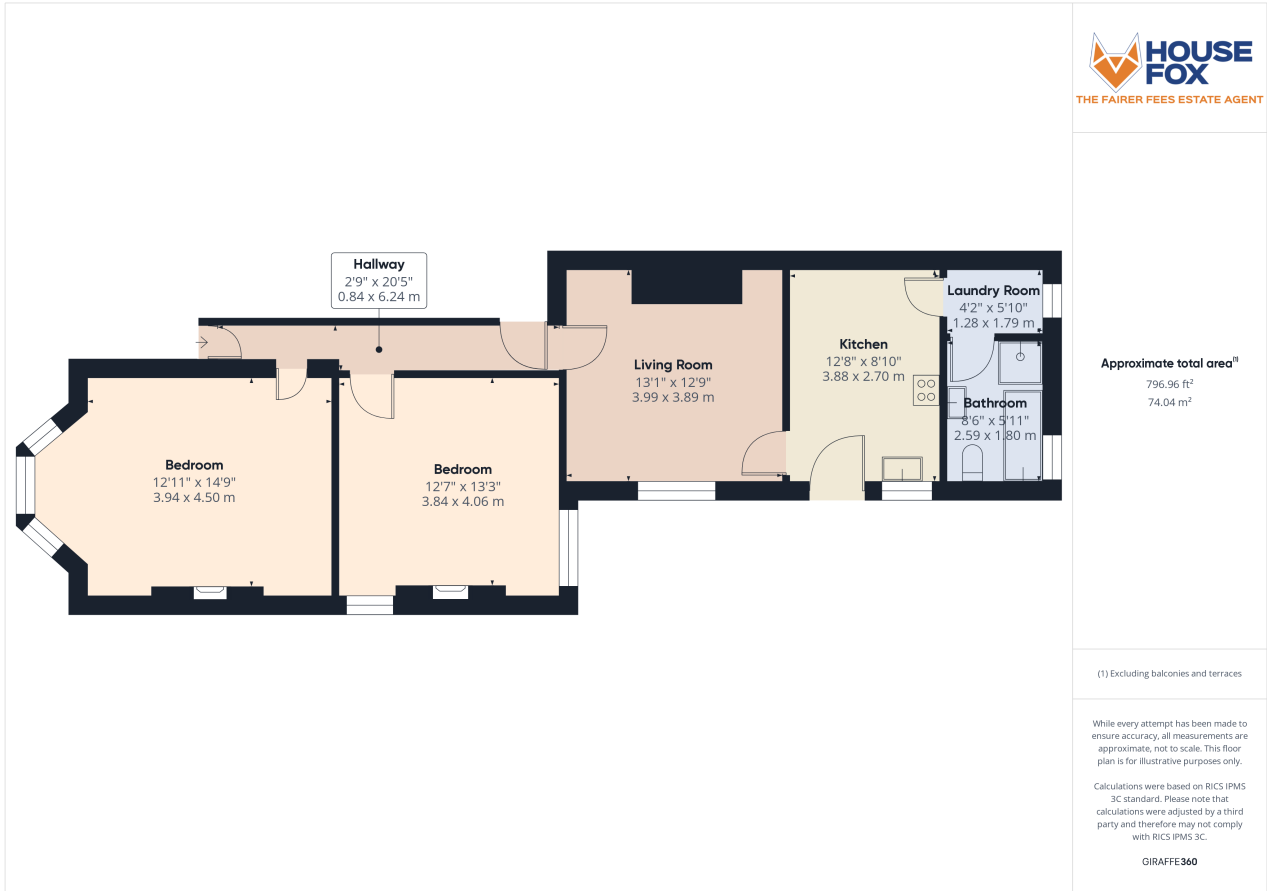 HOUSE
FOX
THE FAIRER FEES ESTATE AGENT
Hallway
2'9" x 20'5"
0.84 x 6.24 m
Laundry Room
4'2" x 5'10"
1.28 x 1.79 m
Kitchen
12'8" x 8'10"
3.88 x 2.70 m
Living Room
13'1" x 12'9"
3.99 x 3.89 m
Bathroom
8'6" x 5'11"
2.59 x 1.80 m
Bedroom
12'11" x 14'9"
3.94 x 4.50 m
Bedroom
12'7" x 13'3"
3.84 x 4.06 m
Approximate total area(1)
796.96 ft²
74.04 m²
(1) Excluding balconies and terraces
While every attempt has been made to
ensure accuracy, all measurements are
approximate, not to scale. This floor
plan is for illustrative purposes only.
Calculations were based on RICS IPMS
3C standard. Please note that
calculations were adjusted by a third
party and therefore may not comply
with RICS IPMS 3C.
GIRAFFE360